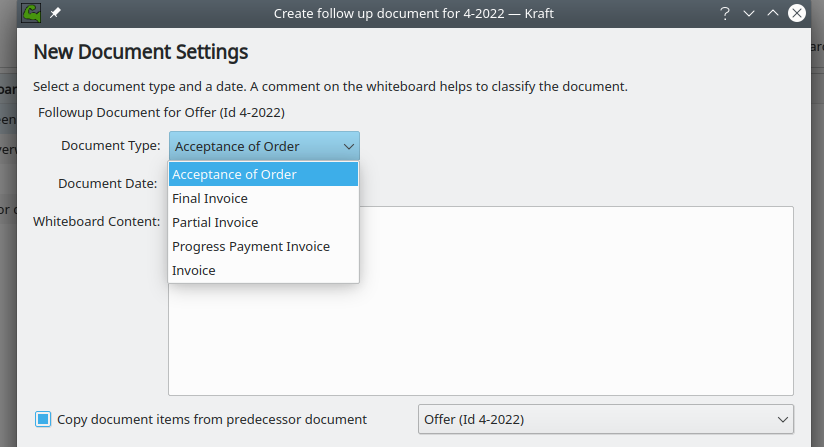 Create follow up document for 4-2022 — Kraft
New Document Settings
Select a document type and a date. A comment on the whiteboard helps to classify the document.
Followup Document for Offer (Id 4-2022)
Document Type: Acceptance of Order
Acceptance of Order
Document Date:
Final Invoice
Whiteboard Content:
Partial Invoice
Progress Payment Invoice
Invoice
Copy document items from predecessor document
Offer (Id 4-2022)